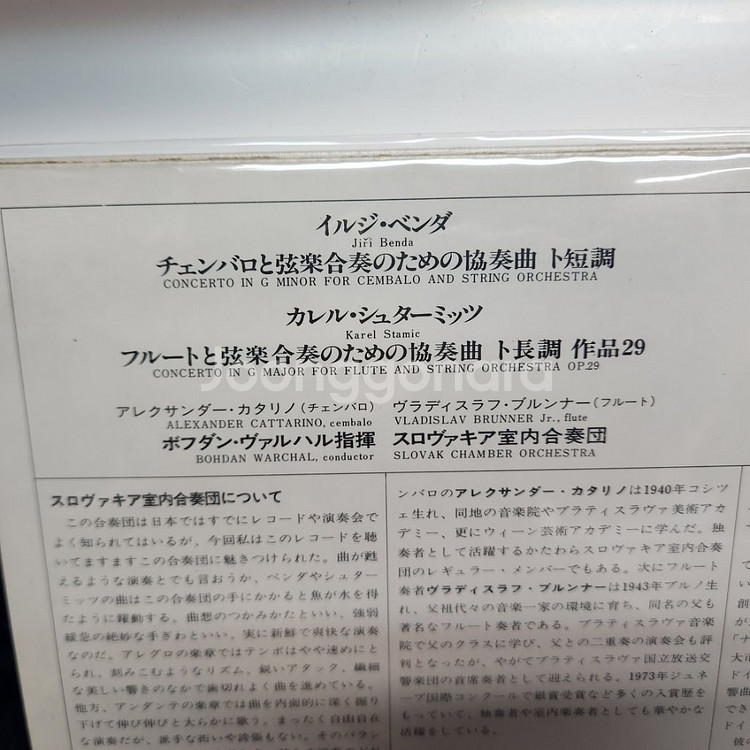 イルジ・ベンダ
Jiří Benda
チェンバロと弦楽合奏のための協奏曲 ト短調
CONCERTO IN G MINOR FOR CEMBALO AND STRING ORCHESTRA
カレル・シュターミッツ
Karel Stamic
フルートと弦楽合奏のための協奏曲 ト長調 作品29
CONCERTO IN G MAJOR FOR FLUTE AND STRING ORCHESTRA OP.29
Joonggonara
アレクサンダー・カタリノ(チェンバロ) ヴラディスラフ・ブルンナー(フルート)
ALEXANDER CATTARINO, cembalo VLADISLAV BRUNNER Jr., flute
ボフダン・ヴァルハル指揮 スロヴァキア室内合奏団
BOHDAN WARCHAL, conductor SLOVAK CHAMBER ORCHESTRA
スロヴァキア室内合奏団について
この合奏団は日本ではすでにレコードや演奏会で
よく知られてはいるが、今回私はこのレコードを聴
いてますますこの合奏団に魅きつけられた。曲が甦
えるような演奏とでも言おうか、ベンダやシュター
ミッツの曲はこの合奏団の手にかかると魚が水を得
たように躍動する。曲想のつかみかたといい、強弱
緩急の絶妙な手ぎわといい、実に新鮮で爽快な演奏
なのだ。アレグロの楽章ではテンポはやや速めにと
られ、刻みこむようなリズム、鋭いアタック、繊細
な美しい響きのなかで歯切れよく曲を進めている。
他方、アンダンテの楽章では曲を内面的に深く掘り
下げて伸び伸びと大らかに歌う。まったく自由自在
な演奏だが、派手な衒いや誇張もない。そのバラン
ンバロのアレクサンダー・カタリノは1940年コシツ
ェ生れ、同地の音楽院やブラティスラヴァ美術アカ
デミー、更にウィーン芸術アカデミーに学んだ。独
奏者として活躍するかたわらスロヴァキア室内合奏
団のレギュラー・メンバーでもある。次にフルート
奏者ヴラディスラフ・ブルンナーは1943年ブルノ生
れ、父祖代々の音楽一家の環境に育ち、同名の父も
著名なフルート奏者である。ブラティスラヴァ音楽
院で父のクラスに学び、父との二重奏の演奏会も評
判となったが、やがてブラティスラヴァ国立放送交
響楽団の首席奏者として迎えられる。1973年ジュネ
ーブ国際コンクールで銀賞受賞など多くの入賞歴を
もっていて、独奏者や室内楽奏者としても華やかな
活躍をしている。